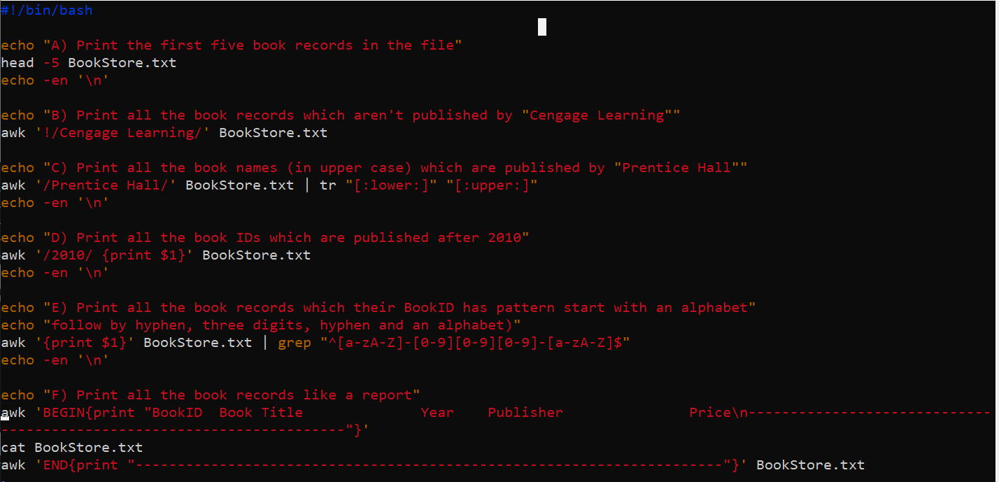 #!/bin/bash
echo "A) Print the first five book records in the file"
head -5 BookStore.txt
echo -en '\n'
echo "B) Print all the book records which aren't published by "Cengage Learning""
awk '!/Cengage Learning/' BookStore.txt
echo "C) Print all the book names (in upper case) which are published by "Prentice Hall""
awk '/Prentice Hall/' BookStore.txt | tr "[:lower:]" "[:upper:]"
echo -en '\n'
echo "D) Print all the book IDs which are published after 2010"
awk '/2010/ {print $1}' BookStore.txt
echo -en '\n'
echo "E) Print all the book records which their BookID has pattern start with an alphabet"
echo "follow by hyphen, three digits, hyphen and an alphabet)"
awk '{print $1}' BookStore.txt | grep "^[a-zA-Z]-[0-9][0-9][0-9]-[a-zA-Z]$"
echo -en '\n'
echo "F) Print all the book records like a report"
awk 'BEGIN{print "BookID  Book Title              Year    Publisher               Price\n-----------------------------
-----------------------------------------"}'
cat BookStore.txt
awk 'END{print "----------------------------------------------------------------------"}' BookStore.txt